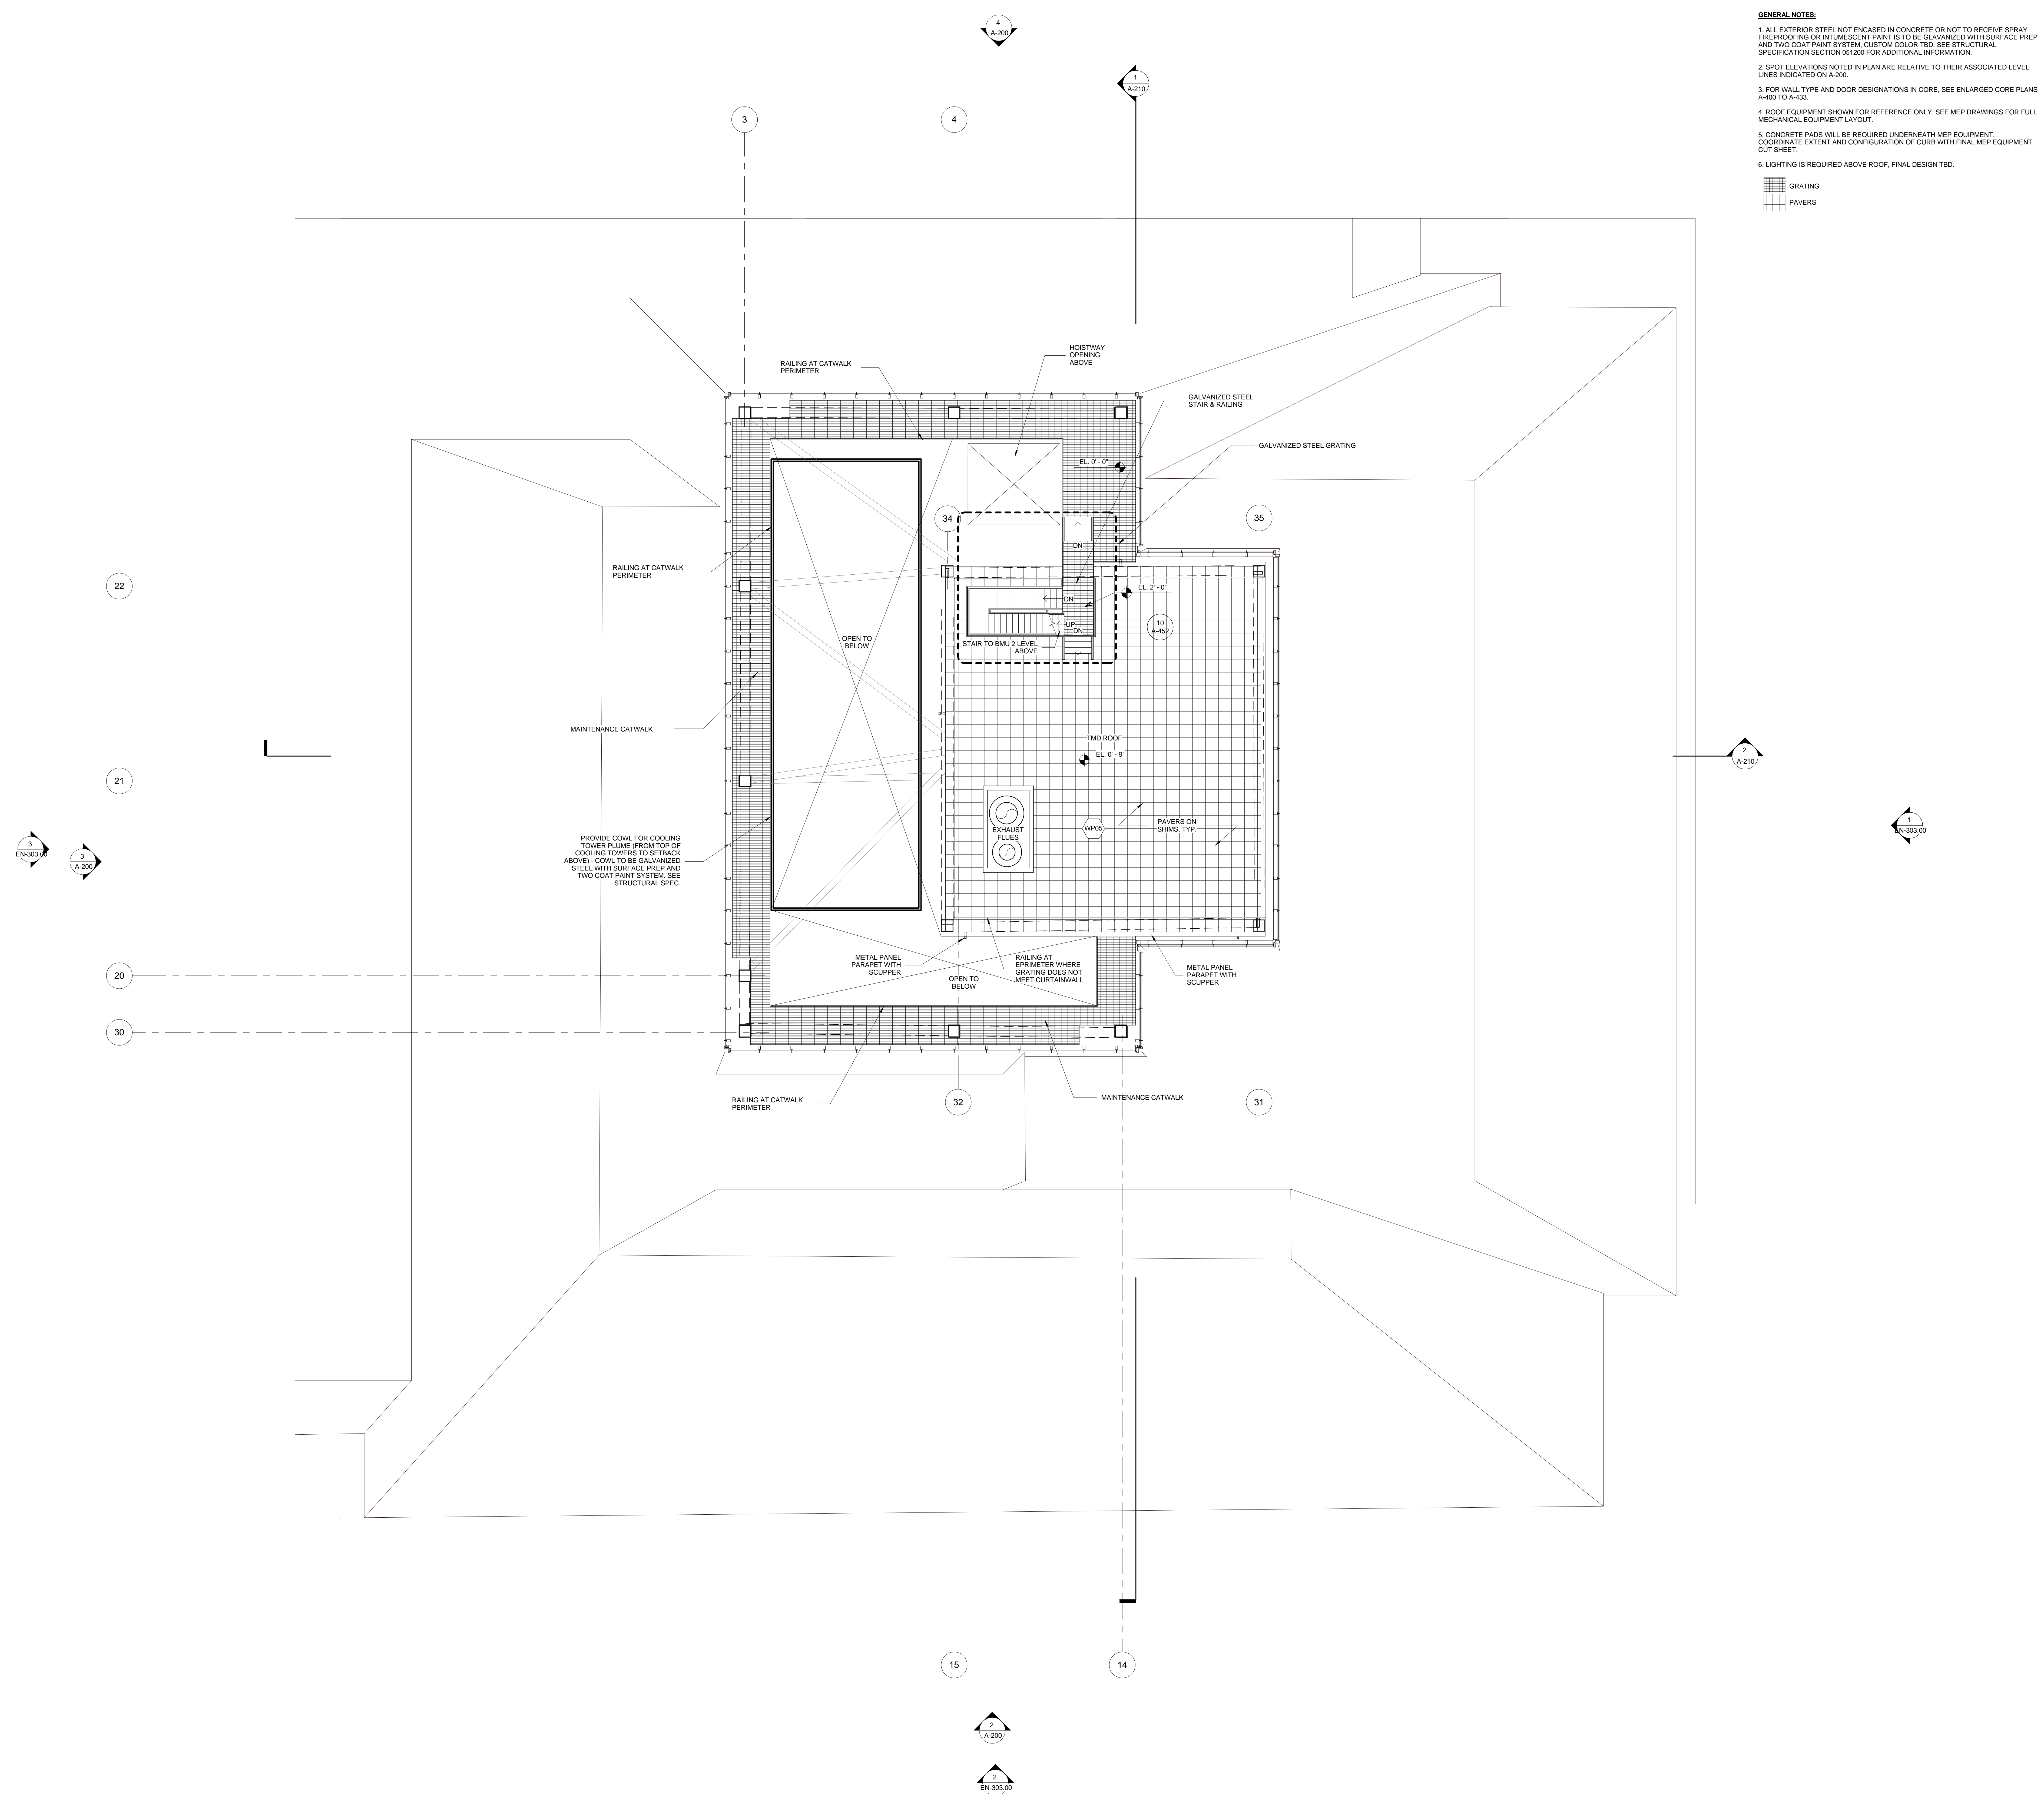 GENERAL NOTES:
1. ALL EXTERIOR STEEL NOT ENCASED IN CONCRETE OR NOT TO RECEIVE SPRAY
FIREPROOFING OR INTUMESCENT PAINT IS TO BE GLAVANIZED WITH SURFACE PREP
AND TWO COAT PAINT SYSTEM, CUSTOM COLOR TBD. SEE STRUCTURAL
SPECIFICATION SECTION 051200 FOR ADDITIONAL INFORMATION.
2. SPOT ELEVATIONS NOTED IN PLAN ARE RELATIVE TO THEIR ASSOCIATED LEVEL
LINES INDICATED ON A-200.
3. FOR WALL TYPE AND DOOR DESIGNATIONS IN CORE, SEE ENLARGED CORE PLANS
A-400 TO A-433.
4. ROOF EQUIPMENT SHOWN FOR REFERENCE ONLY. SEE MEP DRAWINGS FOR FULL
MECHANICAL EQUIPMENT LAYOUT.
5. CONCRETE PADS WILL BE REQUIRED UNDERNEATH MEP EQUIPMENT.
COORDINATE EXTENT AND CONFIGURATION OF CURB WITH FINAL MEP EQUIPMENT
CUT SHEET.
6. LIGHTING IS REQUIRED ABOVE ROOF, FINAL DESIGN TBD.
GRATING
PAVERS
4
A-200
1
A-210
3
4
HOISTWAY
OPENING
ABOVE
RAILING AT CATWALK
PERIMETER
GALVANIZED STEEL
STAIR & RAILING
GALVANIZED STEEL GRATING
EL. 0' - 0"
34
35
DN
RAILING AT CATWALK
PERIMETER
22
EL. 2' - 0"
DN
UP
DN
10
A-452
STAIR TO BMU 2 LEVEL
ABOVE
OPEN TO
BELOW
MAINTENANCE CATWALK
TMD ROOF
EL. 0' - 9"
2
A-210
21
PROVIDE COWL FOR COOLING
TOWER PLUME (FROM TOP OF
COOLING TOWERS TO SETBACK
ABOVE) - COWL TO BE GALVANIZED
STEEL WITH SURFACE PREP AND
TWO COAT PAINT SYSTEM. SEE
STRUCTURAL SPEC.
EXHAUST
FLUES
WP05
PAVERS ON
SHIMS, TYP.
1
EN-303.00
3
EN-303.00
3
A-200
METAL PANEL
PARAPET WITH
SCUPPER
RAILING AT
EPRIMETER WHERE
GRATING DOES NOT
MEET CURTAINWALL
METAL PANEL
PARAPET WITH
SCUPPER
OPEN TO
BELOW
20
30
RAILING AT CATWALK
PERIMETER
32
MAINTENANCE CATWALK
31
15
14
2
A-200
2
EN-303.00